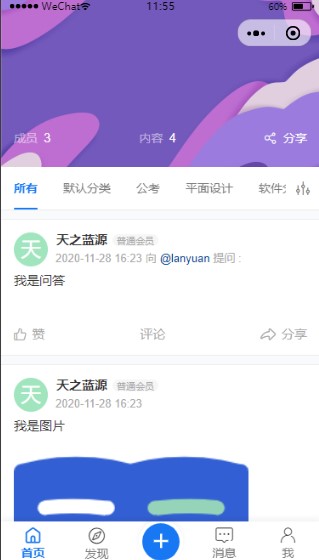 WeChat 11:55 60%
成员 3 内容 4 分享
所有 默认分类 公考 平面设计 软件
天
天之蓝源 普通会员
2020-11-28 16:23 向 @lanyuan 提问 :
我是问答
赞 评论 分享
天
天之蓝源 普通会员
2020-11-28 16:23
我是图片
首页 发现 消息 我